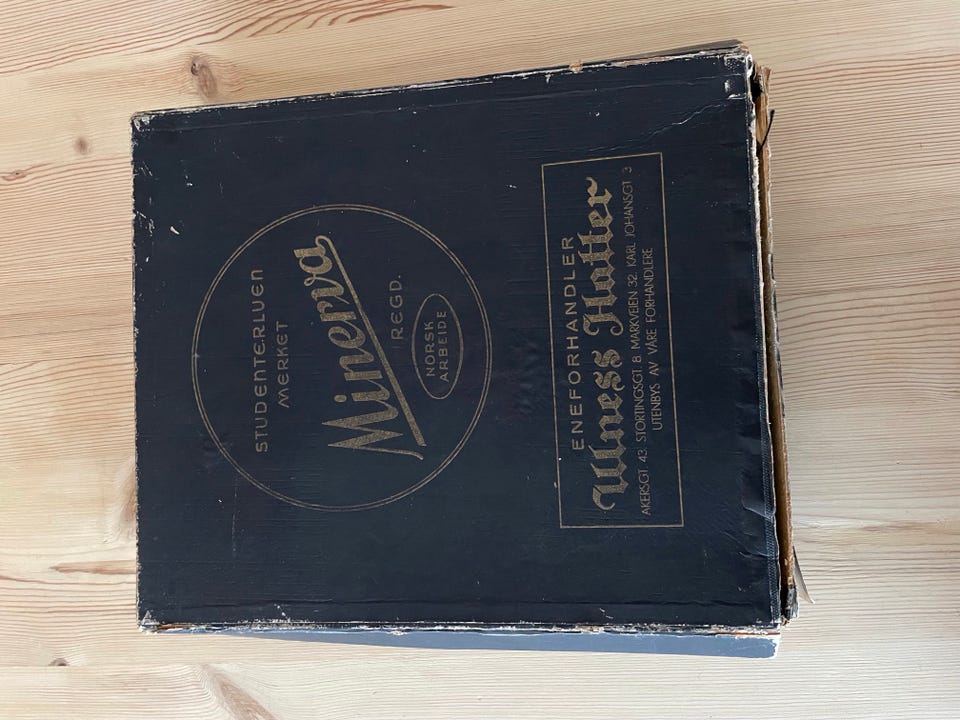 STUDENTERLUEN
MERKET
Minerva
REGD.
NORSK
ARBEIDE
ENEFORHANDLER
Ulness Hatter
AKERSGT 43. STORTINGSGT. 8 MARKVEIEN 32. KARL JOHANSGT 3
UTENBYS AV VÅRE FORHANDLERE